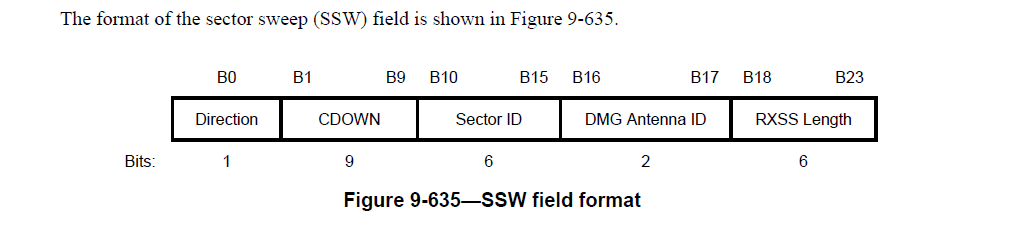 The format of the sector sweep (SSW) field is shown in Figure 9-635.
B0 B1 B9 B10 B15 B16 B17 B18 B23
Direction CDOWN Sector ID DMG Antenna ID RXSS Length
Bits: 1 9 6 2 6
Figure 9-635—SSW field format